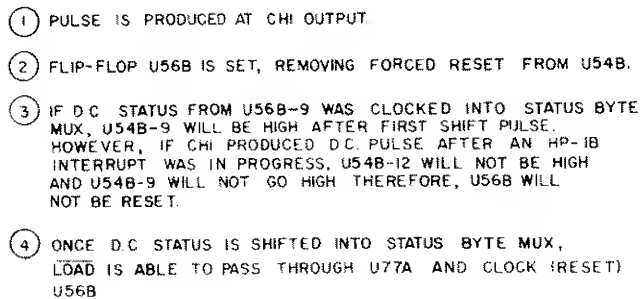 1 PULSE IS PRODUCED AT CHI OUTPUT.
2 FLIP-FLOP U56B IS SET, REMOVING FORCED RESET FROM U54B.
3 IF D C STATUS FROM U56B-9 WAS CLOCKED INTO STATUS BYTE
MUX, U54B-9 WILL BE HIGH AFTER FIRST SHIFT PULSE.
HOWEVER, IF CHI PRODUCED D.C. PULSE AFTER AN HP-IB
INTERRUPT WAS IN PROGRESS, U54B-12 WILL NOT BE HIGH
AND U54B-9 WILL NOT GO HIGH THEREFORE, U56B WILL
NOT BE RESET.
4 ONCE D.C STATUS IS SHIFTED INTO STATUS BYTE MUX,
LOAD IS ABLE TO PASS THROUGH U77A AND CLOCK (RESET)
U56B